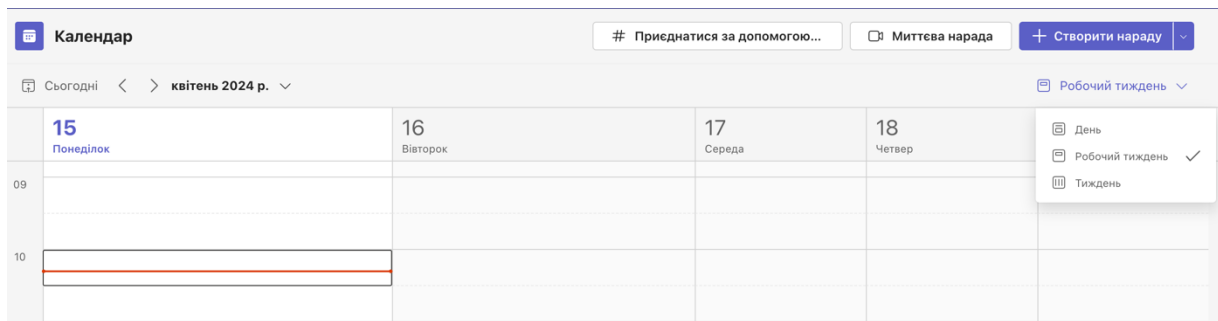 Календар
# Приєднатися за допомогою...
Миттєва нарада
+ Створити нараду
Сьогодні
квітень 2024 р.
Робочий тиждень
15
Понеділок
16
Вівторок
17
Середа
18
Четвер
День
Робочий тиждень
Тиждень
09
10